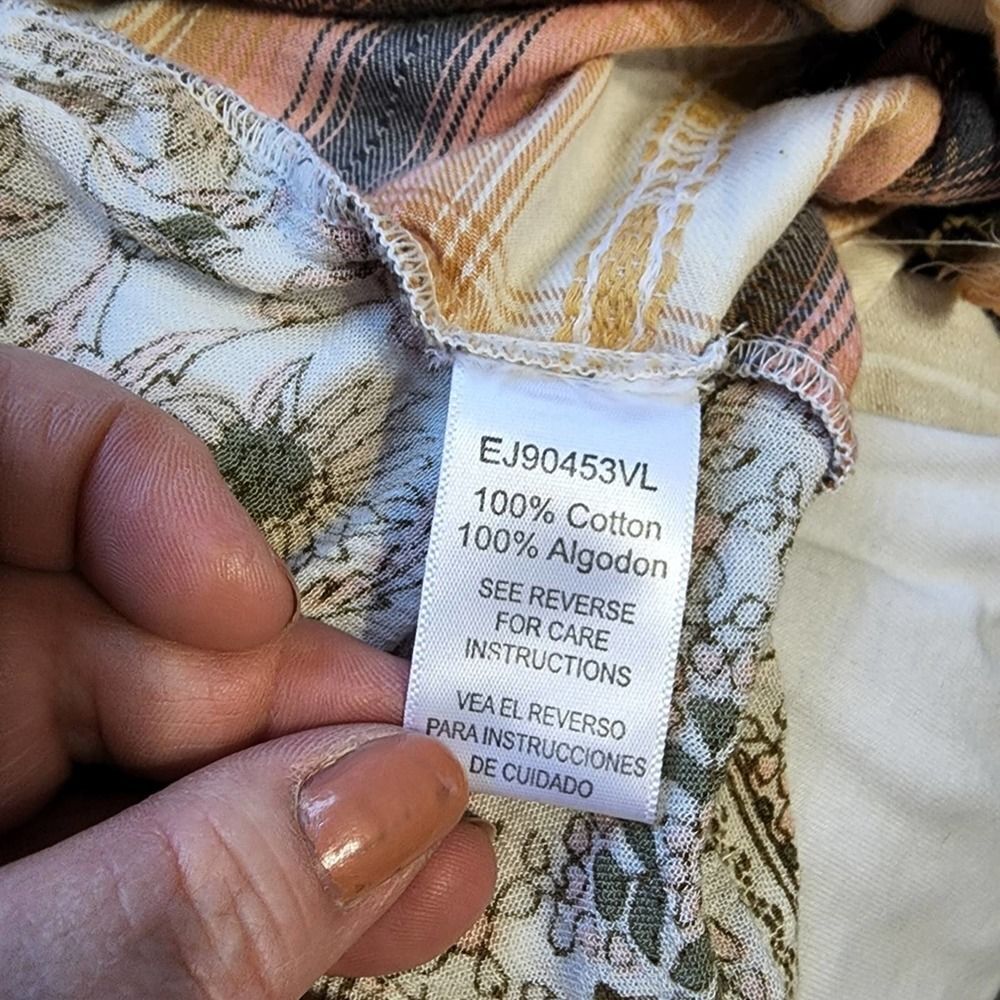 EJ90453VL
100% Cotton
100% Algodon
SEE REVERSE
FOR CARE
INSTRUCTIONS
VEA EL REVERSO
PARA INSTRUCCIONES
DE CUIDADO